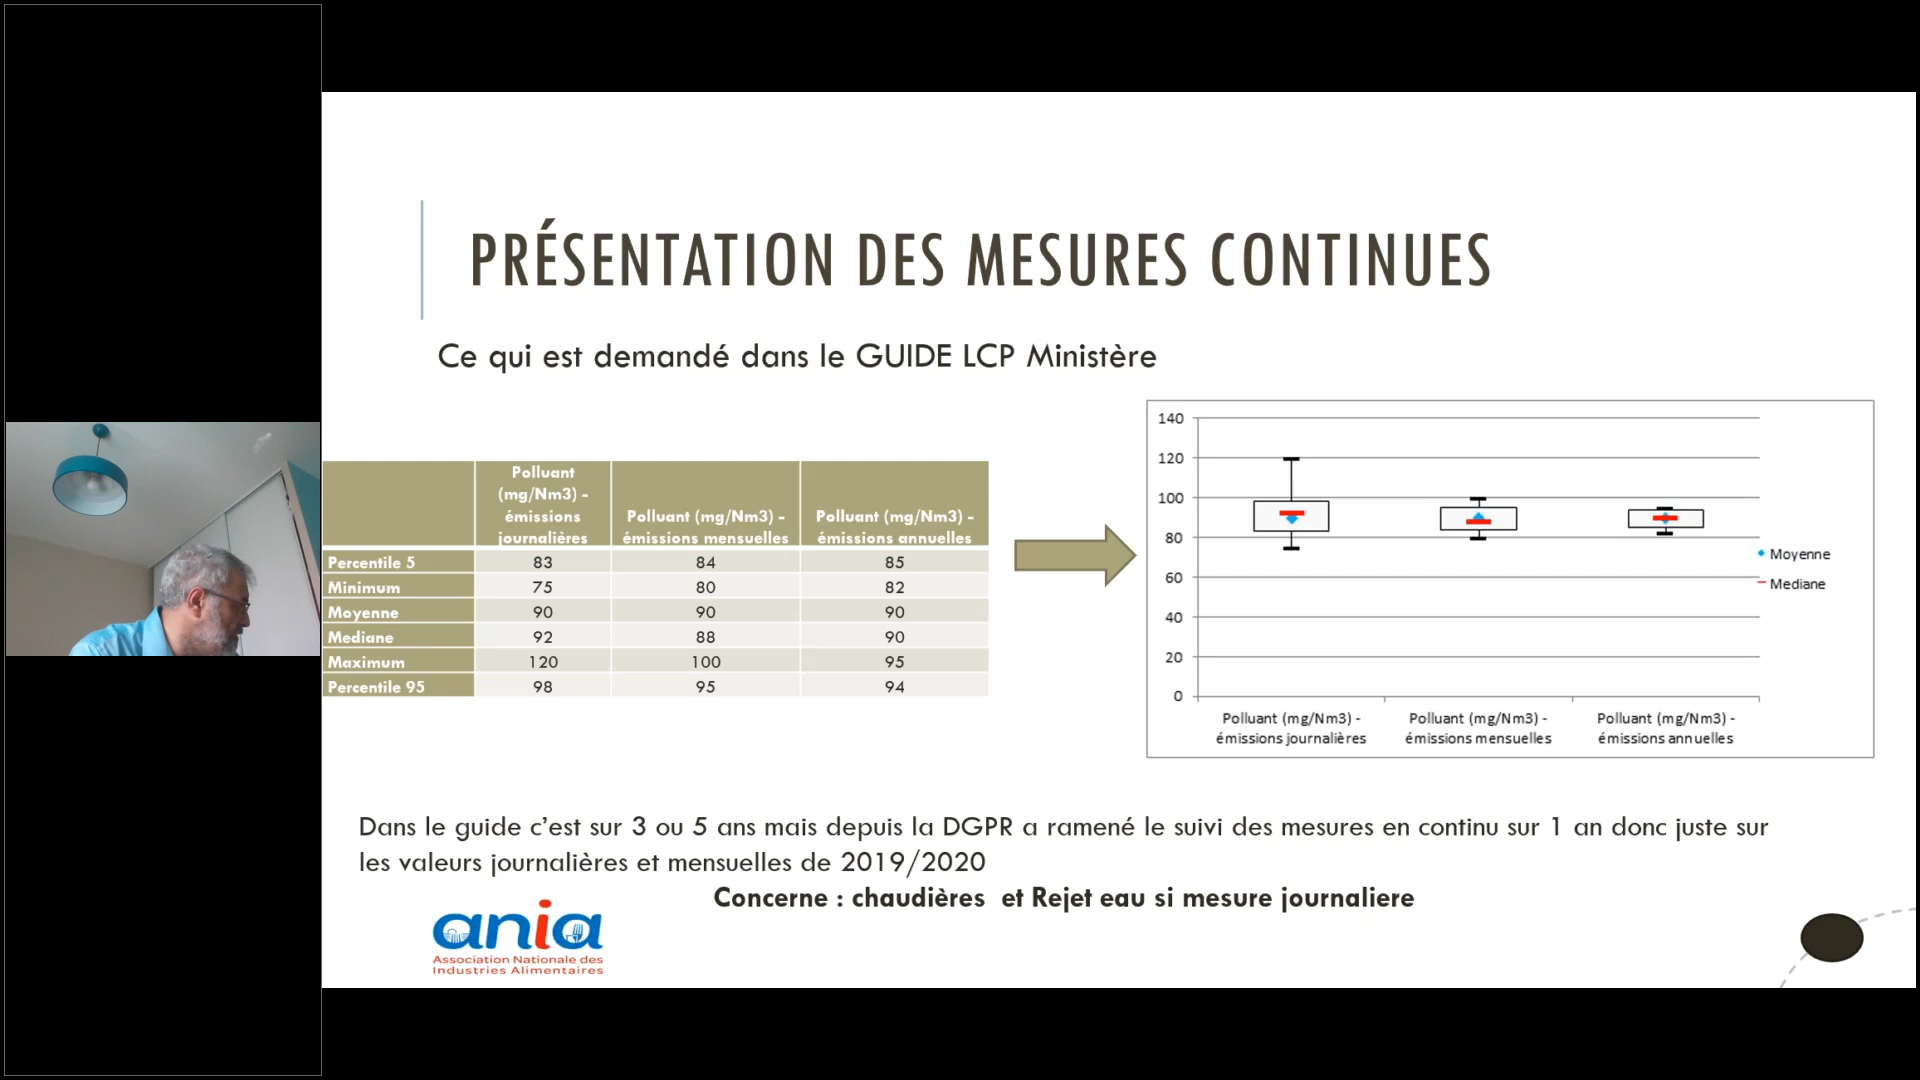 PRÉSENTATION DES MESURES CONTINUES
Ce qui est demandé dans le GUIDE LCP Ministère
Polluant
(mg/Nm3) -
émissions
journalières
Polluant (mg/Nm3) -
émissions mensuelles
Polluant (mg/Nm3) -
émissions annuelles
Percentile 5 83 84 85
Minimum 75 80 82
Moyenne 90 90 90
Mediane 92 88 90
Maximum 120 100 95
Percentile 95 98 95 94
140
120
100
80
60
40
20
0
Polluant (mg/Nm3) -
émissions journalières
Polluant (mg/Nm3) -
émissions mensuelles
Polluant (mg/Nm3) -
émissions annuelles
Moyenne
Mediane
Dans le guide c'est sur 3 ou 5 ans mais depuis la DGPR a ramené le suivi des mesures en continu sur 1 an donc juste sur
les valeurs journalières et mensuelles de 2019/2020
Concerne : chaudières et Rejet eau si mesure journaliere
ania
Association Nationale des
Industries Alimentaires